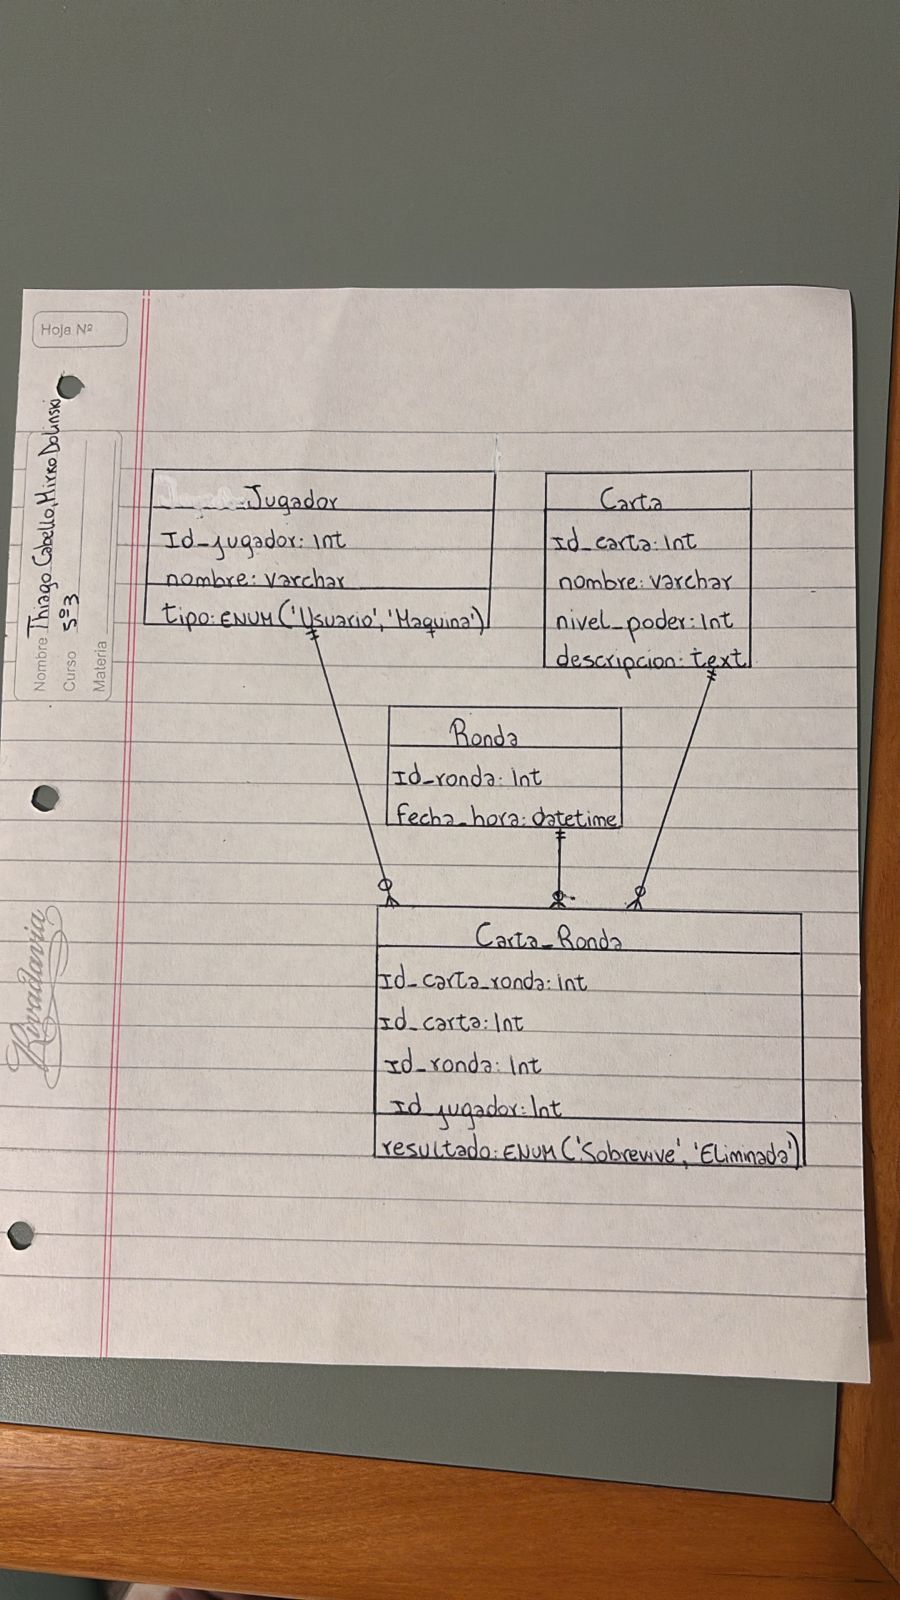 Hoja Nº
Nombre Thiago Cabello, Mirko Dolinski
Curso 5º3
Materia
Rivadavia
Jugador
Id_jugador: Int
nombre: varchar
tipo: ENUM('Usuario', 'Maquina')
Carta
Id_carta: Int
nombre: varchar
nivel_poder: Int
descripcion: text
Ronda
Id_ronda: Int
fecha_hora: datetime
Carta_Ronda
Id_carta_ronda: int
Id_carta: Int
Id_ronda: Int
Id_jugador: Int
resultado: ENUM('Sobrevive', 'Eliminada')